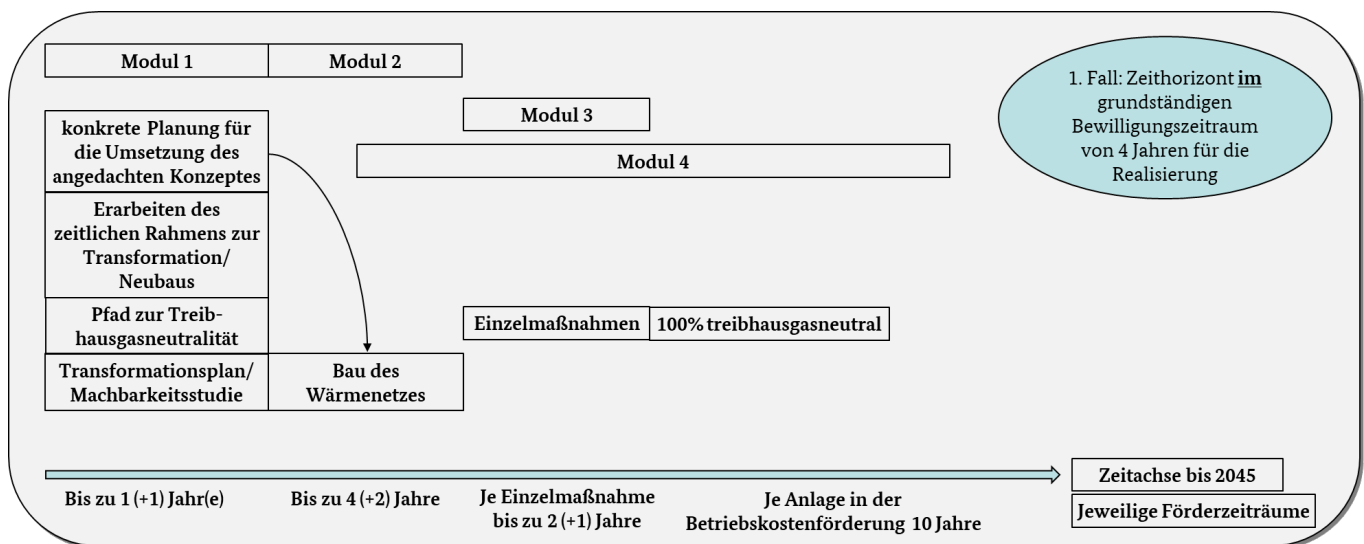 Modul 1
Modul 2
Modul 3
Modul 4
1. Fall: Zeithorizont im
grundständigen
Bewilligungszeitraum
von 4 Jahren für die
Realisierung
konkrete Planung für
die Umsetzung des
angedachten Konzeptes
Erarbeiten des
zeitlichen Rahmens zur
Transformation/
Neubaus
Pfad zur Treib-
hausgasneutralität
Transformationsplan/
Machbarkeitsstudie
Bau des
Wärmenetzes
Einzelmaßnahmen
100% treibhausgasneutral
Zeitachse bis 2045
Bis zu 1 (+1) Jahr(e)
Bis zu 4 (+2) Jahre
Je Einzelmaßnahme
bis zu 2 (+1) Jahre
Je Anlage in der
Betriebskostenförderung 10 Jahre
Jeweilige Förderzeiträume